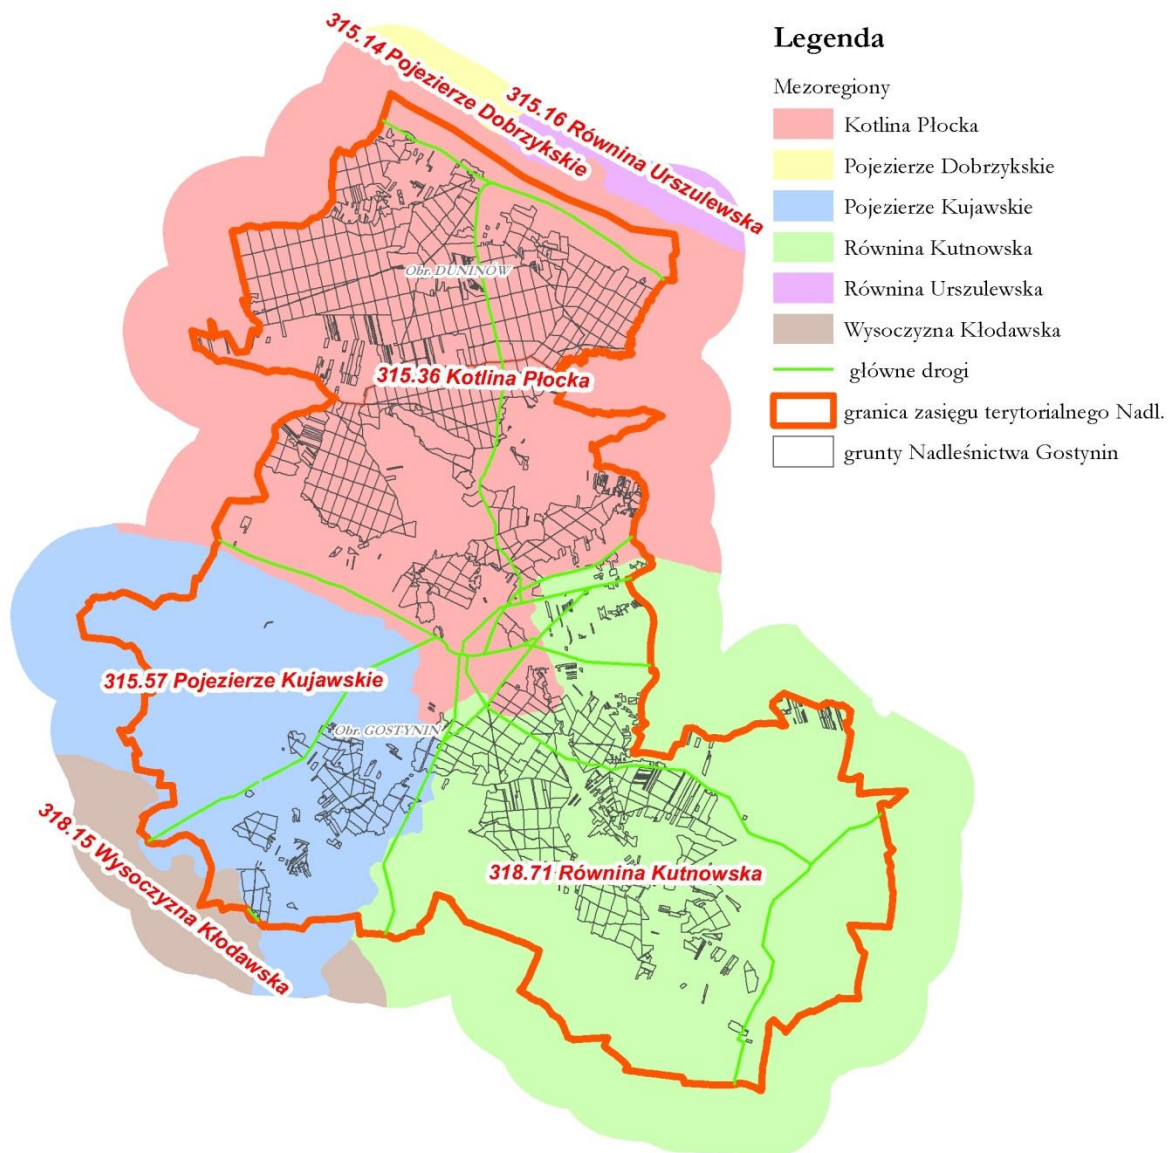 315.14 Pojezierze Dobrzykskie
315.16 Równina Urszulewska
Obr. DUNINÓW
315.36 Kotlina Płocka
315.57 Pojezierze Kujawskie
Obr. GOSTYNIN
318.15 Wysoczyzna Kłodawska
318.71 Równina Kutnowska
Legenda
Mezoregiony
Kotlina Płocka
Pojezierze Dobrzykskie
Pojezierze Kujawskie
Równina Kutnowska
Równina Urszulewska
Wysoczyzna Kłodawska
główne drogi
granica zasięgu terytorialnego Nadl.
grunty Nadleśnictwa Gostynin